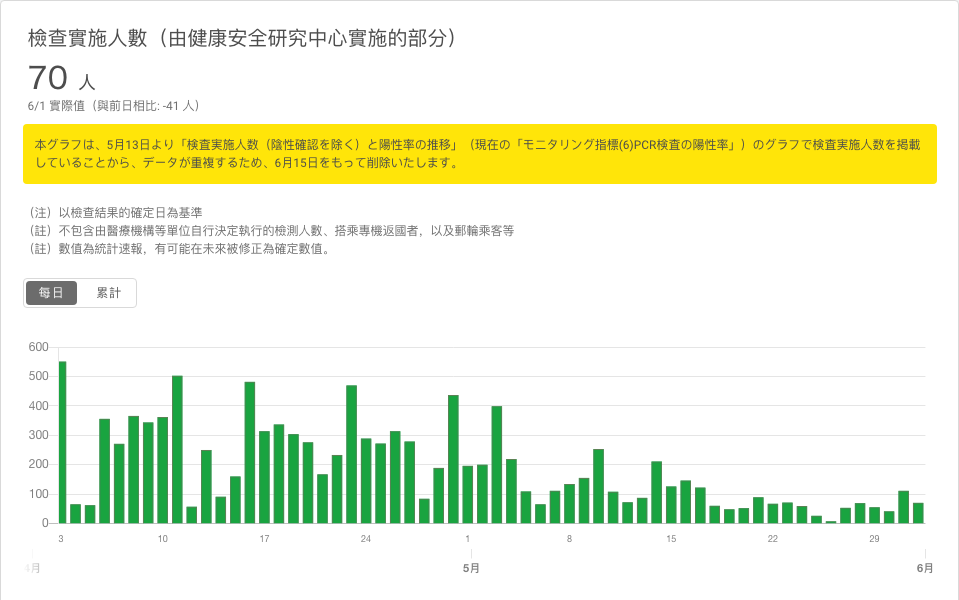 檢查實施人數（由健康安全研究中心實施的部分）
70 人
6/1 實際值（與前日相比: -41 人）
本グラフは、5月13日より「検査実施人数（陰性確認を除く）と陽性率の推移」（現在の「モニタリング指標(6)PCR検査の陽性率」）のグラフで検査実施人数を掲載
していることから、データが重複するため、6月15日をもって削除いたします。
（注）以檢查結果的確定日為基準
（註）不包含由醫療機構等單位自行決定執行的檢測人數、搭乘專機返國者，以及郵輪乘客等
（註）數值為統計速報，有可能在未來被修正為確定數值。
每日 累計
600
500
400
300
200
100
0
3 10 17 24 1 8 15 22 29
月 5月 6月